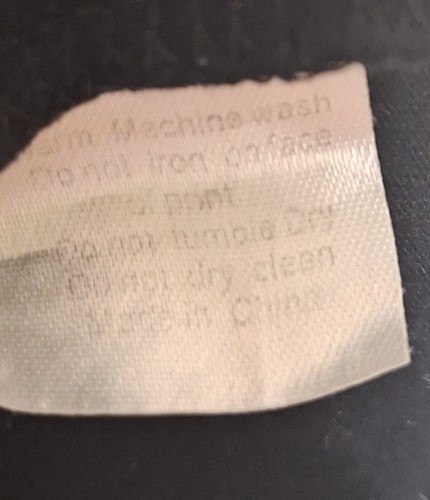 Machine wash
Do not iron on face
print
Do not tumble Dry
Do not dry clean
Made in China